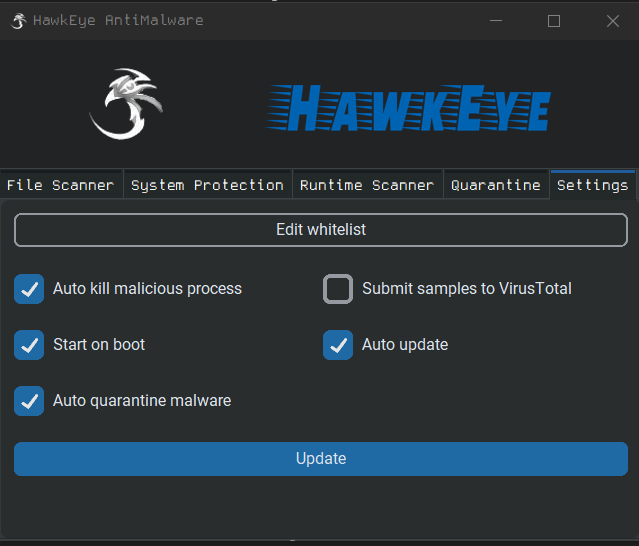 HawkEye AntiMalware
HawkEye
File Scanner System Protection Runtime Scanner Quarantine Settings
Edit whitelist
Auto kill malicious process Submit samples to VirusTotal
Start on boot Auto update
Auto quarantine malware
Update